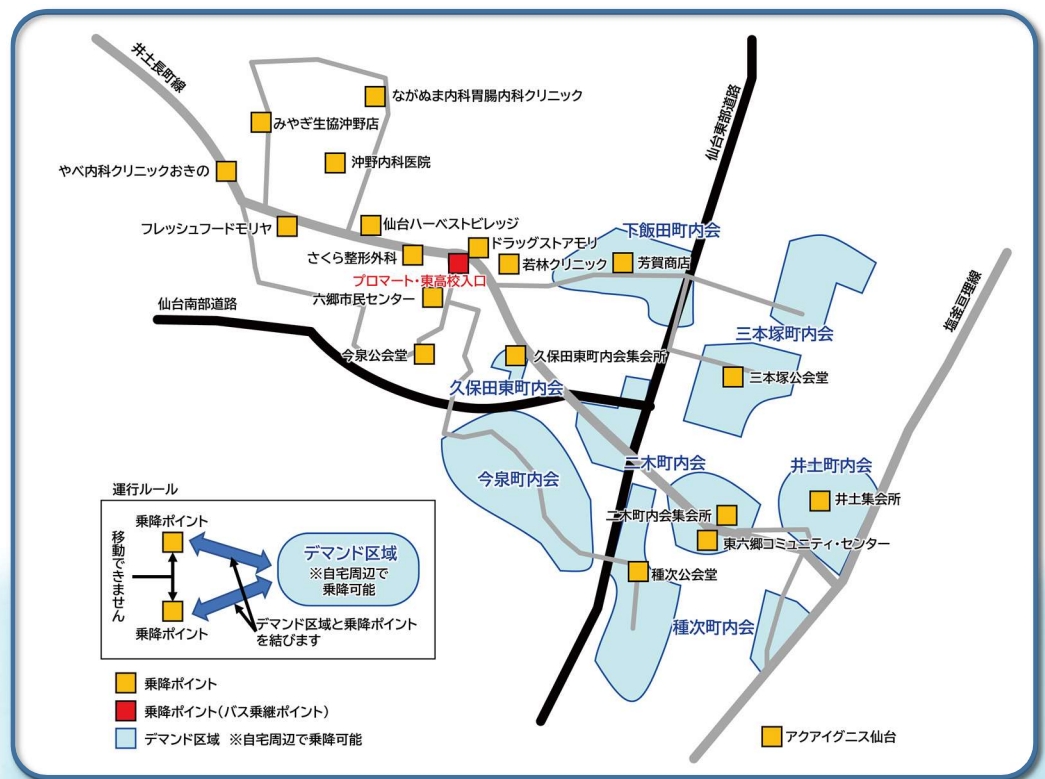 井土長町線
ながぬま内科胃腸内科クリニック
みやぎ生協沖野店
沖野内科医院
やべ内科クリニックおきの
仙台東部道路
フレッシュフードモリヤ
仙台ハーベストビレッジ
ドラッグストアモリ
下飯田町内会
さくら整形外科
若林クリニック
芳賀商店
プロマート・東高校入口
六郷市民センター
仙台南部道路
塩釜亘理線
三本塚町内会
今泉公会堂
久保田東町内会集会所
三本塚公会堂
久保田東町内会
今泉町内会
二木町内会
井土町内会
井土集会所
二木町内会集会所
東六郷コミュニティ・センター
種次公会堂
種次町内会
アクアイグニス仙台
運行ルール
乗降ポイント
移動できません
デマンド区域
※自宅周辺で
乗降可能
乗降ポイント
デマンド区域と乗降ポイント
を結びます
乗降ポイント
乗降ポイント(バス乗継ポイント)
デマンド区域 ※自宅周辺で乗降可能